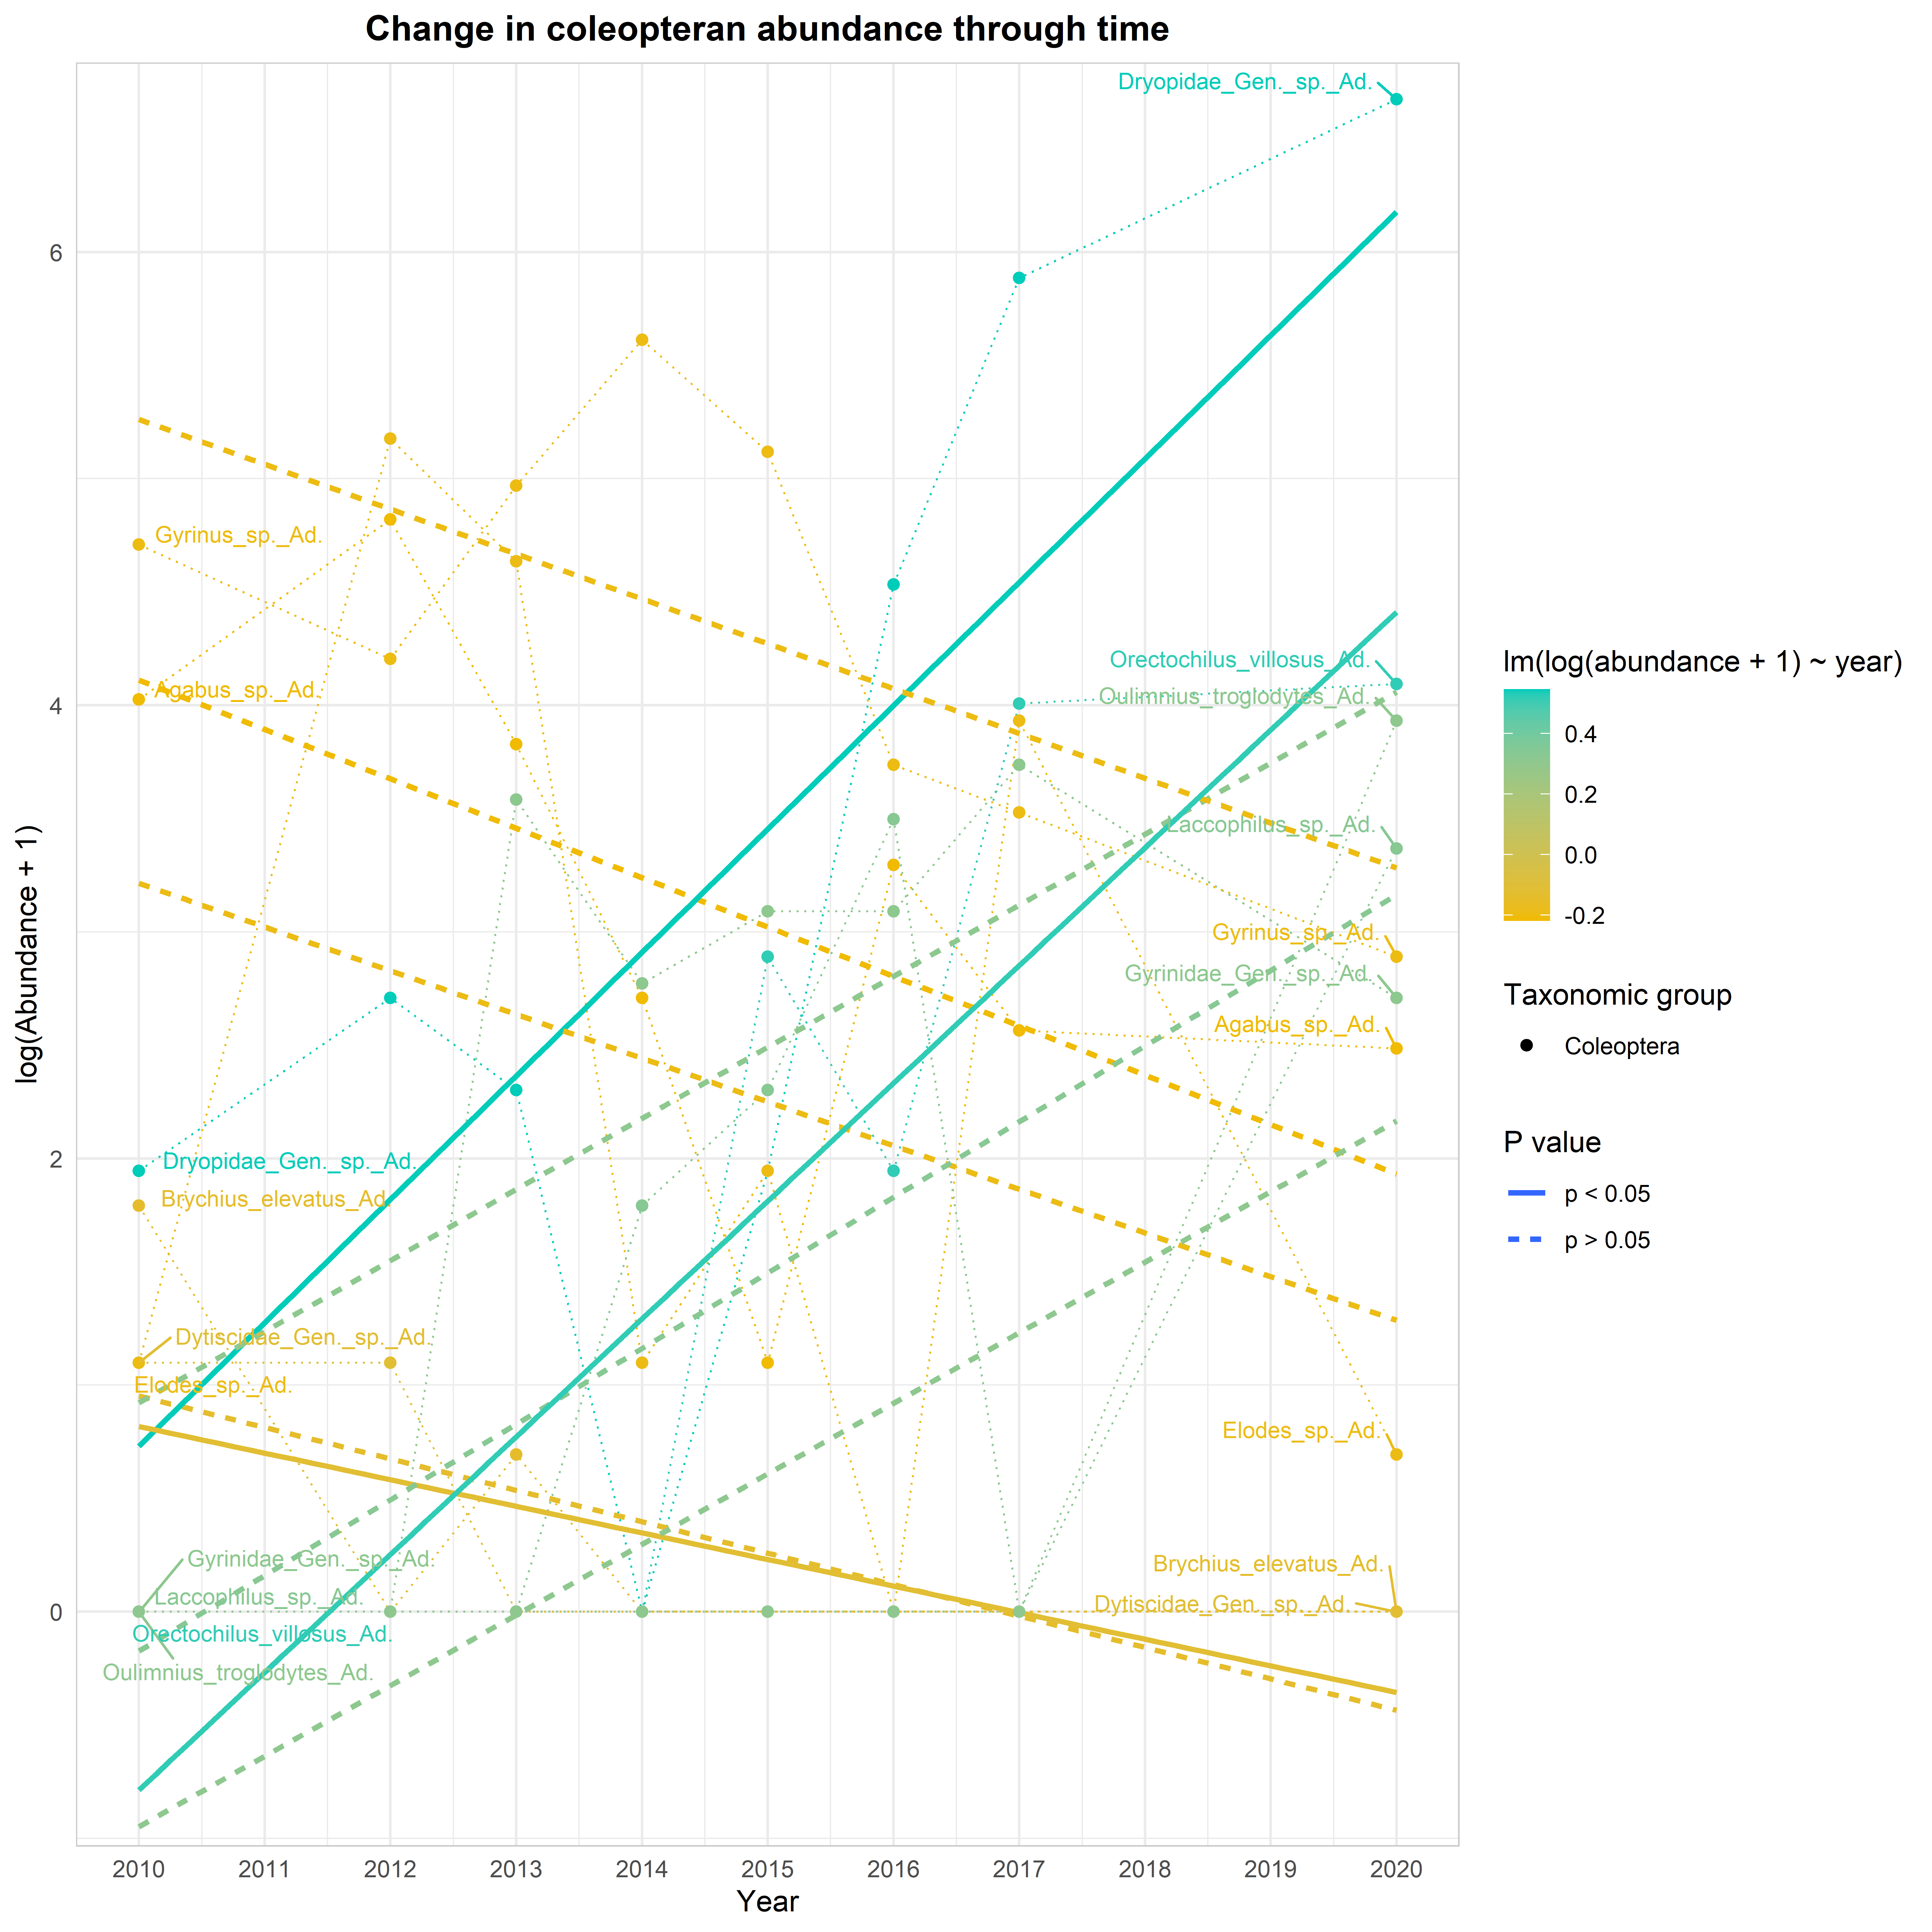 Change in coleopteran abundance through time
Dryopidae_Gen._sp._Ad.
6
Gyrinus_sp._Ad.
Orectochilus_villosus_Ad.
Agabus_sp._Ad.
Oulimnius_troglodytes_Ad.
4
Laccophilus_sp._Ad.
Gyrinus_sp._Ad.
Gyrinidae_Gen._sp._Ad.
Agabus_sp._Ad.
log(Abundance + 1)
2
Dryopidae_Gen._sp._Ad.
Brychius_elevatus_Ad.
Dytiscidae_Gen._sp._Ad.
Elodes_sp._Ad.
Elodes_sp._Ad.
Gyrinidae_Gen._sp._Ad.
Brychius_elevatus_Ad.
Laccophilus_sp._Ad.
Dytiscidae_Gen._sp._Ad.
0
Orectochilus_villosus_Ad.
Oulimnius_troglodytes_Ad.
2010 2011 2012 2013 2014 2015 2016 2017 2018 2019 2020
Year
lm(log(abundance + 1) ~ year)
0.4
0.2
0.0
-0.2
Taxonomic group
Coleoptera
P value
p < 0.05
p > 0.05